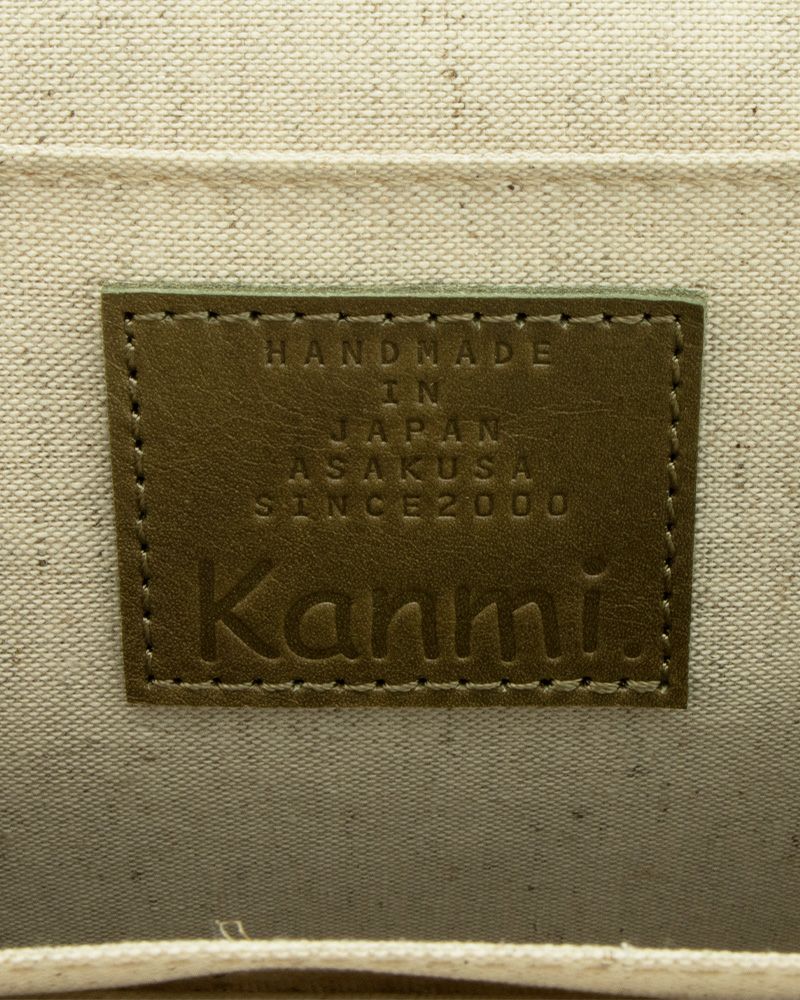 HANDMADE
IN
JAPAN
ASAKUSA
SINCE2000
Kanmi.